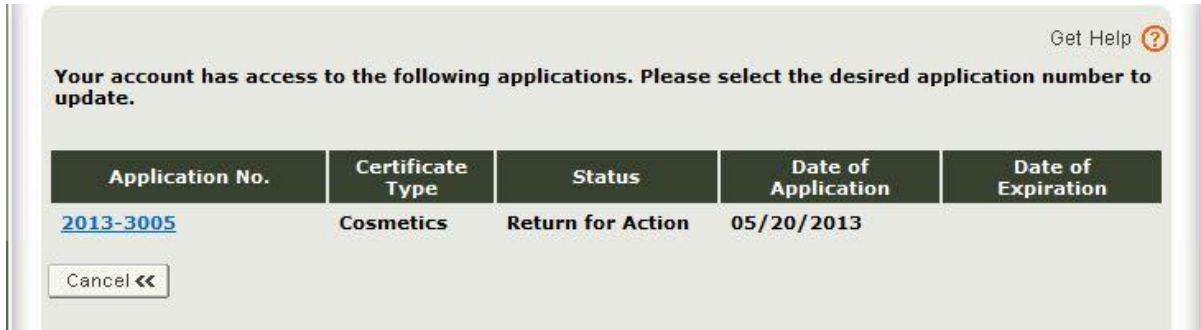 Get Help ?
Your account has access to the following applications. Please select the desired application number to
update.
Application No. Certificate Type Status Date of Application Date of Expiration
2013-3005 Cosmetics Return for Action 05/20/2013
Cancel <<